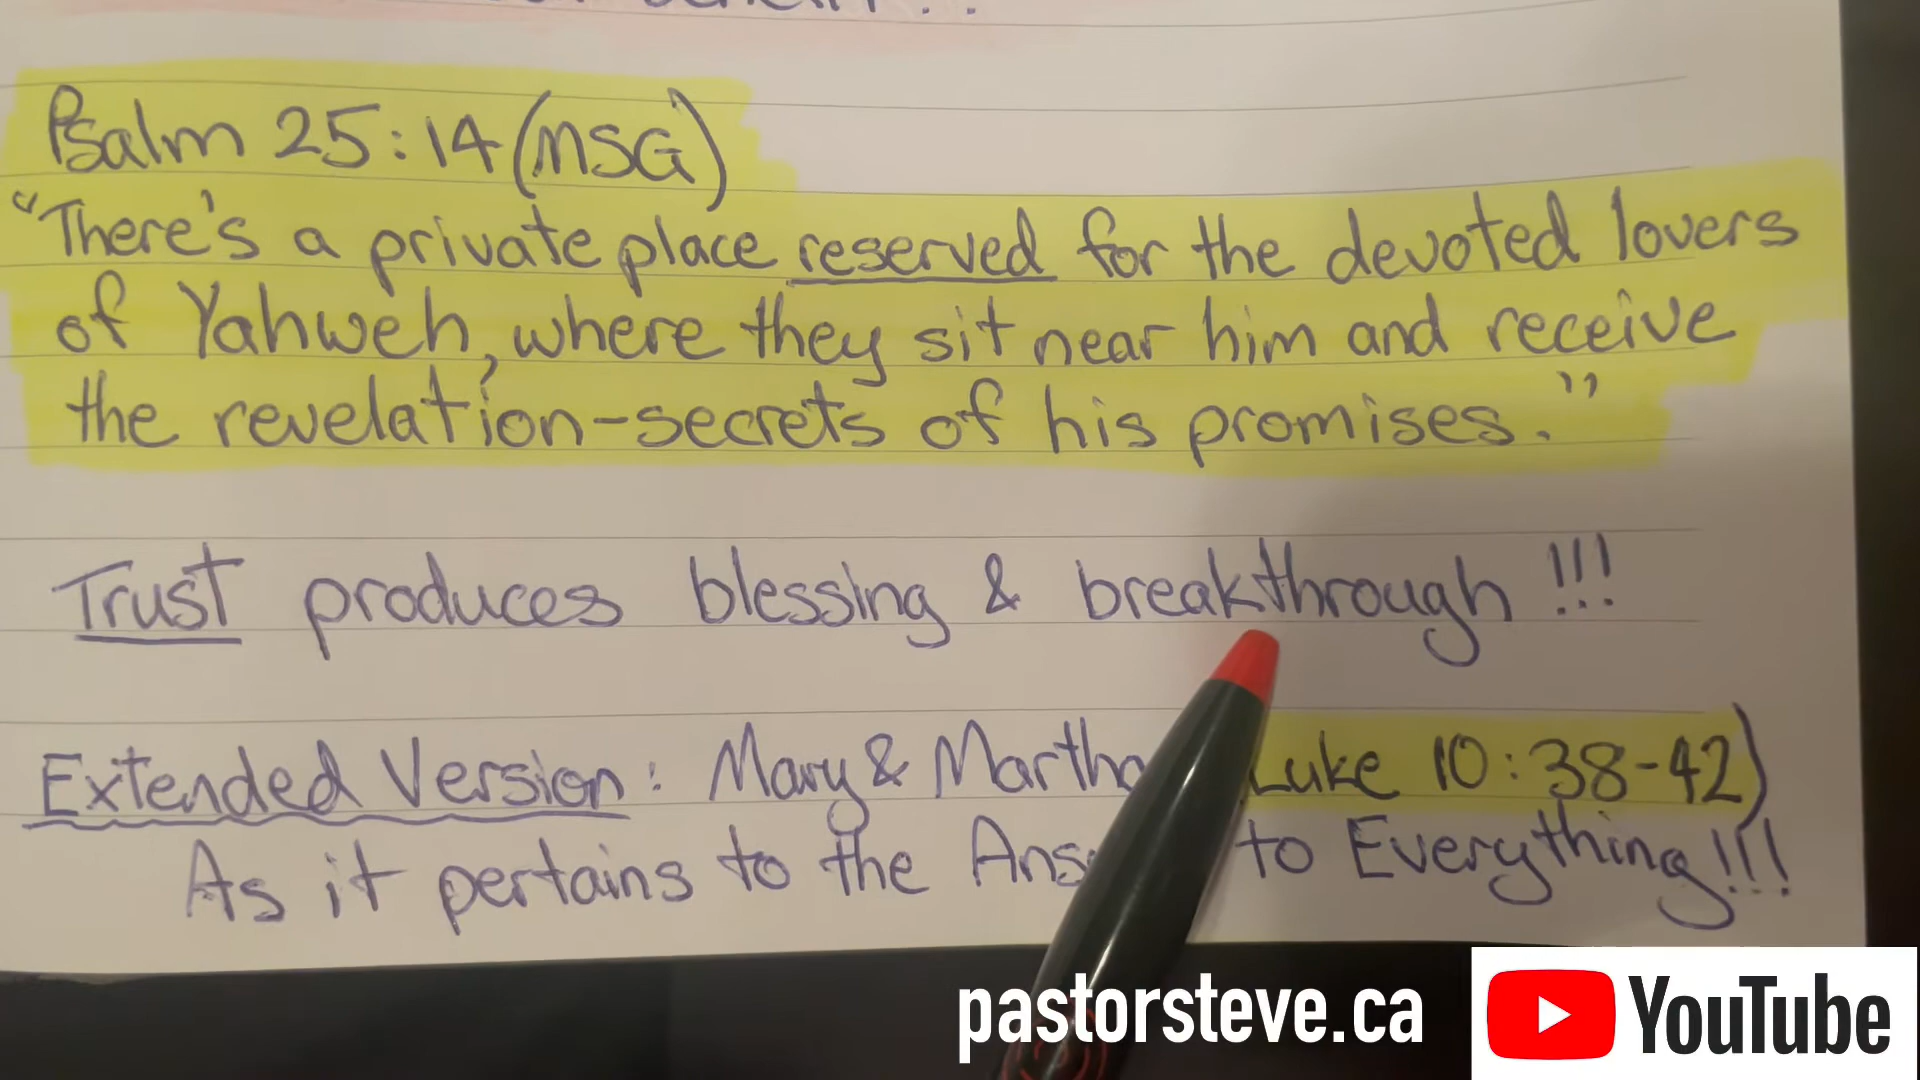 Psalm 25:14 (MSG)
"There's a private place reserved for the devoted lovers
of Yahweh, where they sit near him and receive
the revelation-secrets of his promises."
Trust produces blessing & breakthrough!!!
Extended Version: Mary & Martha Luke 10:38-42)
As it pertains to the Ans to Everything!!!
pastorsteve.ca
YouTube